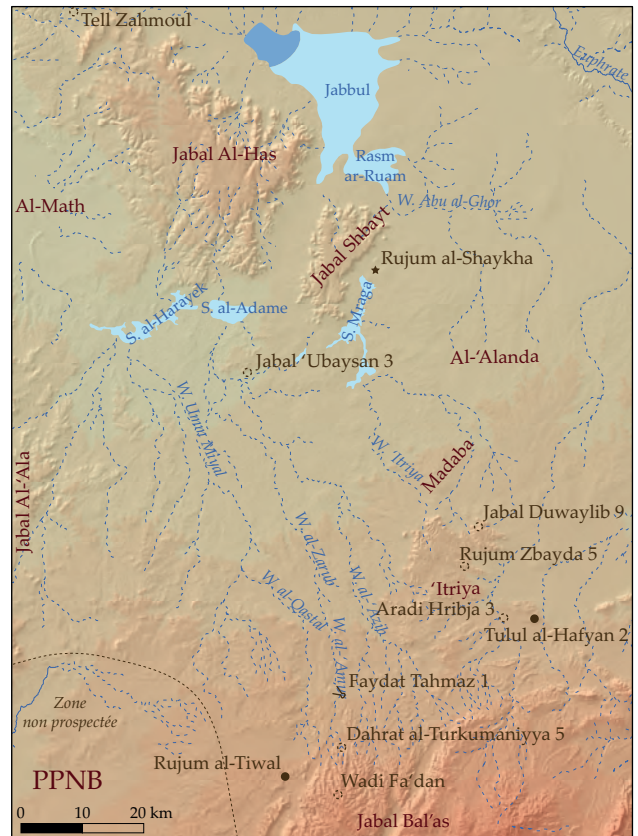 Tell Zahmoul
Euphrate
Jabbul
Jabal Al-Has
Rasm
ar-Ruam
Al-Math
W. Abu al-Ghor
Jabal Shbayt
Rujum al-Shaykha
S. al-Harayek
S. al-Adame
S. Mraga
Jabal 'Ubaysan 3
Al-'Alanda
W. Umm Miyal
W. 'Itriya
Madaba
Jabal Al-'Ala
Jabal Duwaylib 9
Rujum Zbayda 5
W. al-Zarub
W. al-Azib
W. al-Qastal
'Itriya
Aradi Hribja 3
Tulul al-Hafyan 2
W. al-Amur
Faydat Tahmaz 1
Zone
non prospectée
Dahrat al-Turkumaniyya 5
Rujum al-Tiwal
PPNB
Wadi Fa'dan
0 10 20 km
Jabal Bal'as